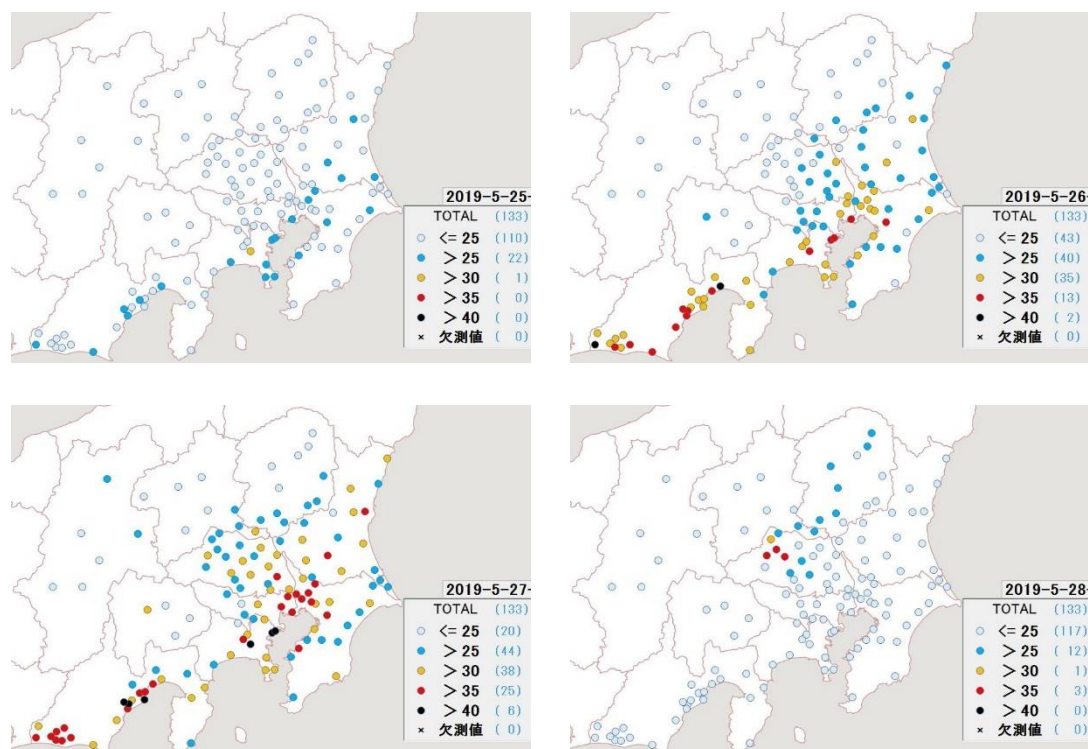 2019-5-25-
TOTAL (133)
<= 25 (110)
> 25 ( 22)
> 30 ( 1)
> 35 ( 0)
> 40 ( 0)
× 欠測値 ( 0)
2019-5-26-
TOTAL (133)
<= 25 (43)
> 25 (40)
> 30 (35)
> 35 (13)
> 40 ( 2)
× 欠測値 ( 0)
2019-5-27-
TOTAL (133)
<= 25 (20)
> 25 (44)
> 30 (38)
> 35 (25)
> 40 ( 6)
× 欠測値 ( 0)
2019-5-28-
TOTAL (133)
<= 25 (117)
> 25 ( 12)
> 30 ( 1)
> 35 ( 3)
> 40 ( 0)
× 欠測値 ( 0)